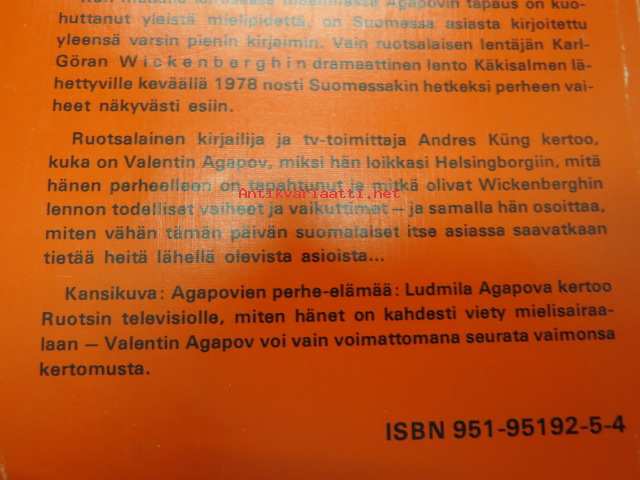 Agapovin tapaus on kuo-
huttanut yleistä mielipidettä, on Suomessa asiasta kirjoitettu
yleensä varsin pienin kirjaimin. Vain ruotsalaisen lentäjän Karl-
Göran Wickenberghin dramaattinen lento Käkisalmen lä-
hettyville keväällä 1978 nosti Suomessakin hetkeksi perheen vai-
heet näkyvästi esiin.
Ruotsalainen kirjailija ja tv-toimittaja Andres Küng kertoo,
kuka on Valentin Agapov, miksi hän loikkasi Helsingborgiin, mitä
hänen perheelleen on tapahtunut ja mitkä olivat Wickenberghin
Antikvariaatti.net
lennon todelliset vaiheet ja vaikuttimet – ja samalla hän osoittaa,
miten vähän tämän päivän suomalaiset itse asiassa saavatkaan
tietää heitä lähellä olevista asioista...
Kansikuva: Agapovien perhe-elämää: Ludmila Agapova kertoo
Ruotsin televisiolle, miten hänet on kahdesti viety mielisairaa-
laan – Valentin Agapov voi vain voimattomana seurata vaimonsa
kertomusta.
ISBN 951-95192-5-4